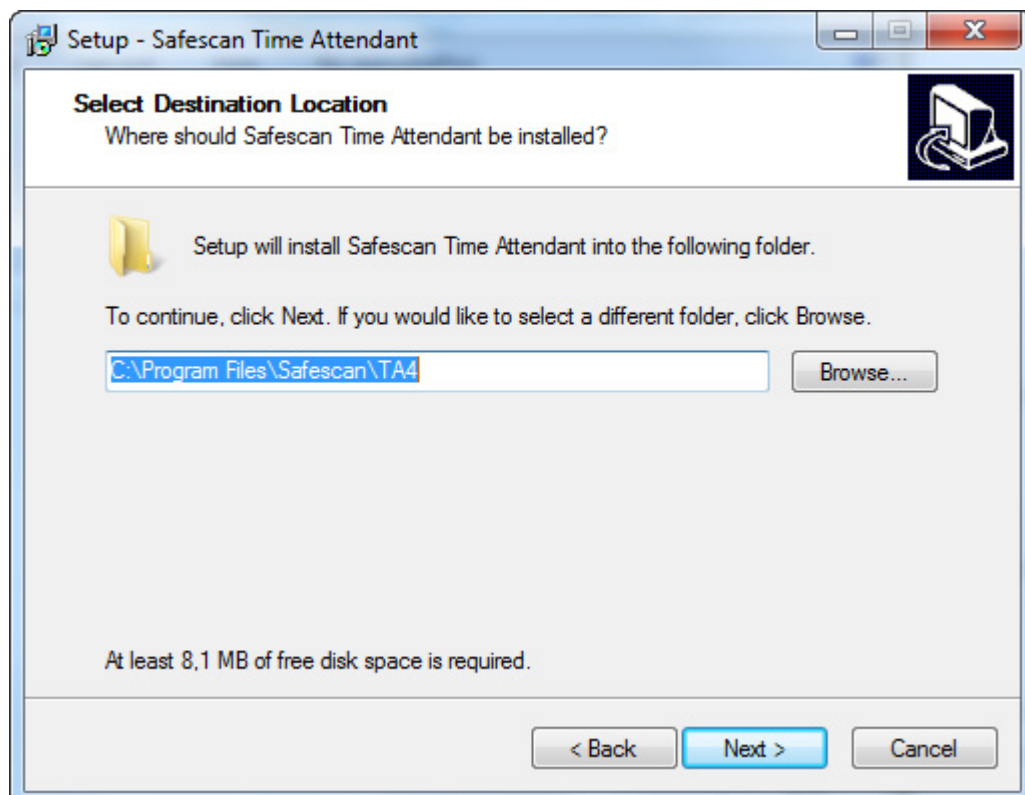 Setup - Safescan Time Attendant
Select Destination Location
Where should Safescan Time Attendant be installed?
Setup will install Safescan Time Attendant into the following folder.
To continue, click Next. If you would like to select a different folder, click Browse.
C:\Program Files\Safescan\TA4
Browse...
At least 8,1 MB of free disk space is required.
< Back
Next >
Cancel